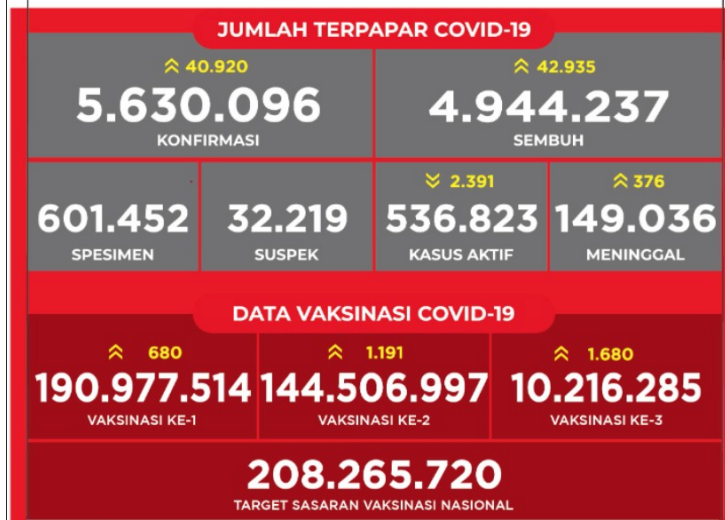 JUMLAH TERPAPAR COVID-19
40.920
5.630.096
KONFIRMASI
42.935
4.944.237
SEMBUH
601.452
SPESIMEN
32.219
SUSPEK
2.391
536.823
KASUS AKTIF
376
149.036
MENINGGAL
DATA VAKSINASI COVID-19
680
190.977.514
VAKSINASI KE-1
1.191
144.506.997
VAKSINASI KE-2
1.680
10.216.285
VAKSINASI KE-3
208.265.720
TARGET SASARAN VAKSINASI NASIONAL